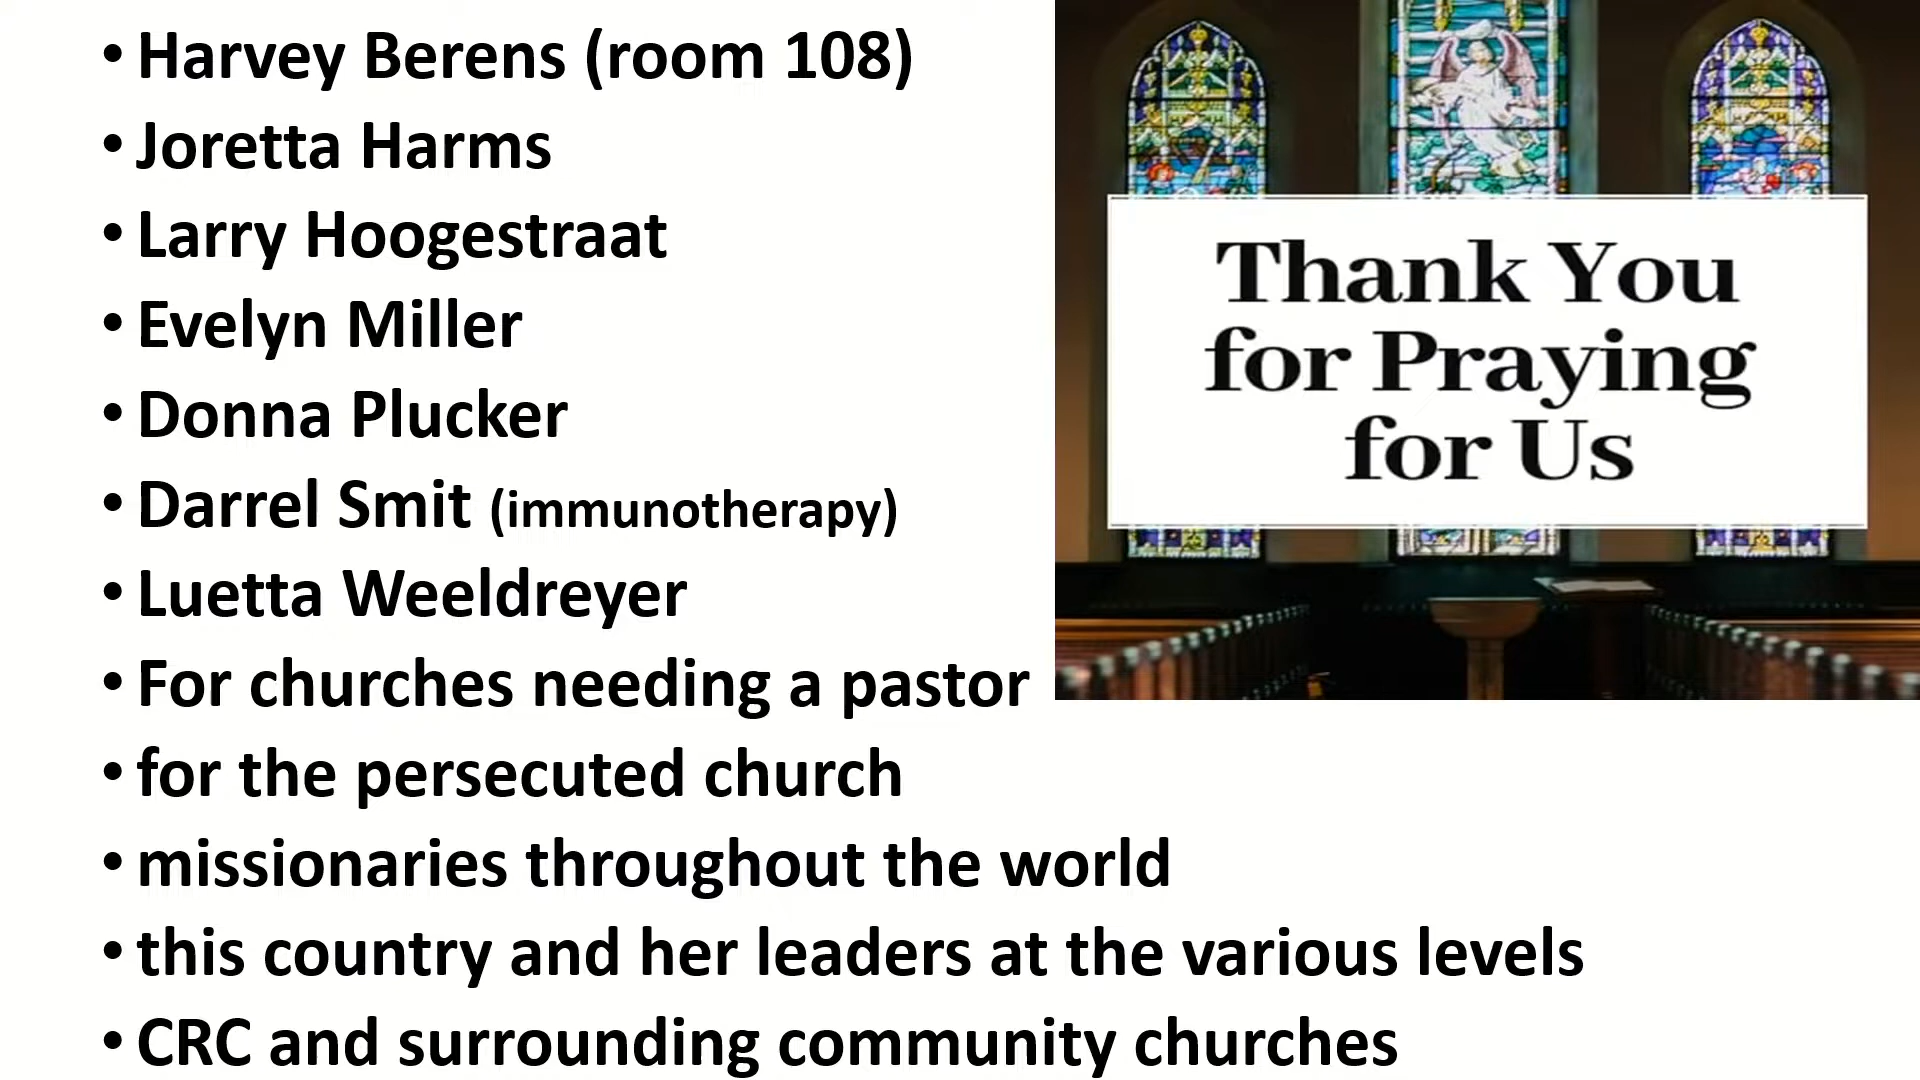 • Harvey Berens (room 108)
• Joretta Harms
• Larry Hoogestraat
• Evelyn Miller
• Donna Plucker
• Darrel Smit (immunotherapy)
• Luetta Weeldreyer
• For churches needing a pastor
• for the persecuted church
• missionaries throughout the world
• this country and her leaders at the various levels
• CRC and surrounding community churches
Thank You
for Praying
for Us